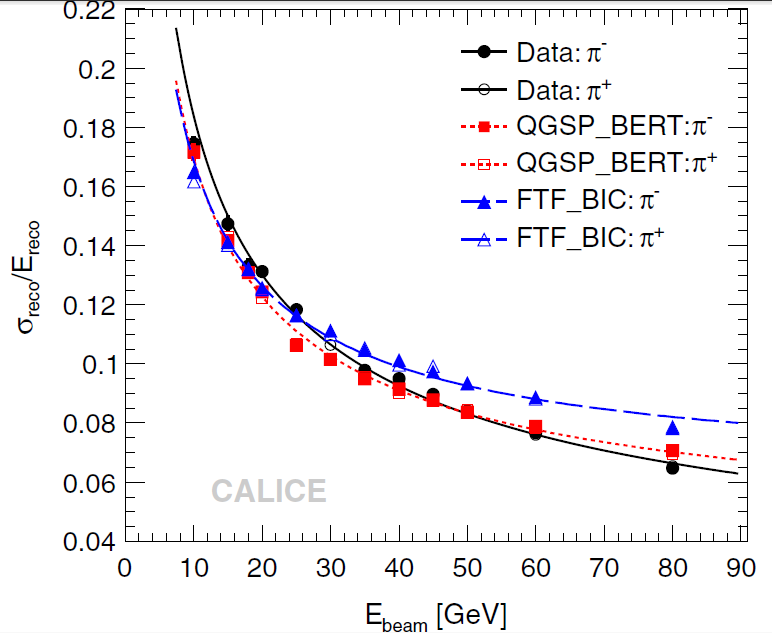 0.22
0.2
0.18
0.16
0.14
0.12
0.1
0.08
0.06
0.04
σreco/Ereco
Data: π-
Data: π+
QGSP_BERT:π-
QGSP_BERT:π+
FTF_BIC: π-
FTF_BIC: π+
CALICE
0 10 20 30 40 50 60 70 80 90
Ebeam [GeV]